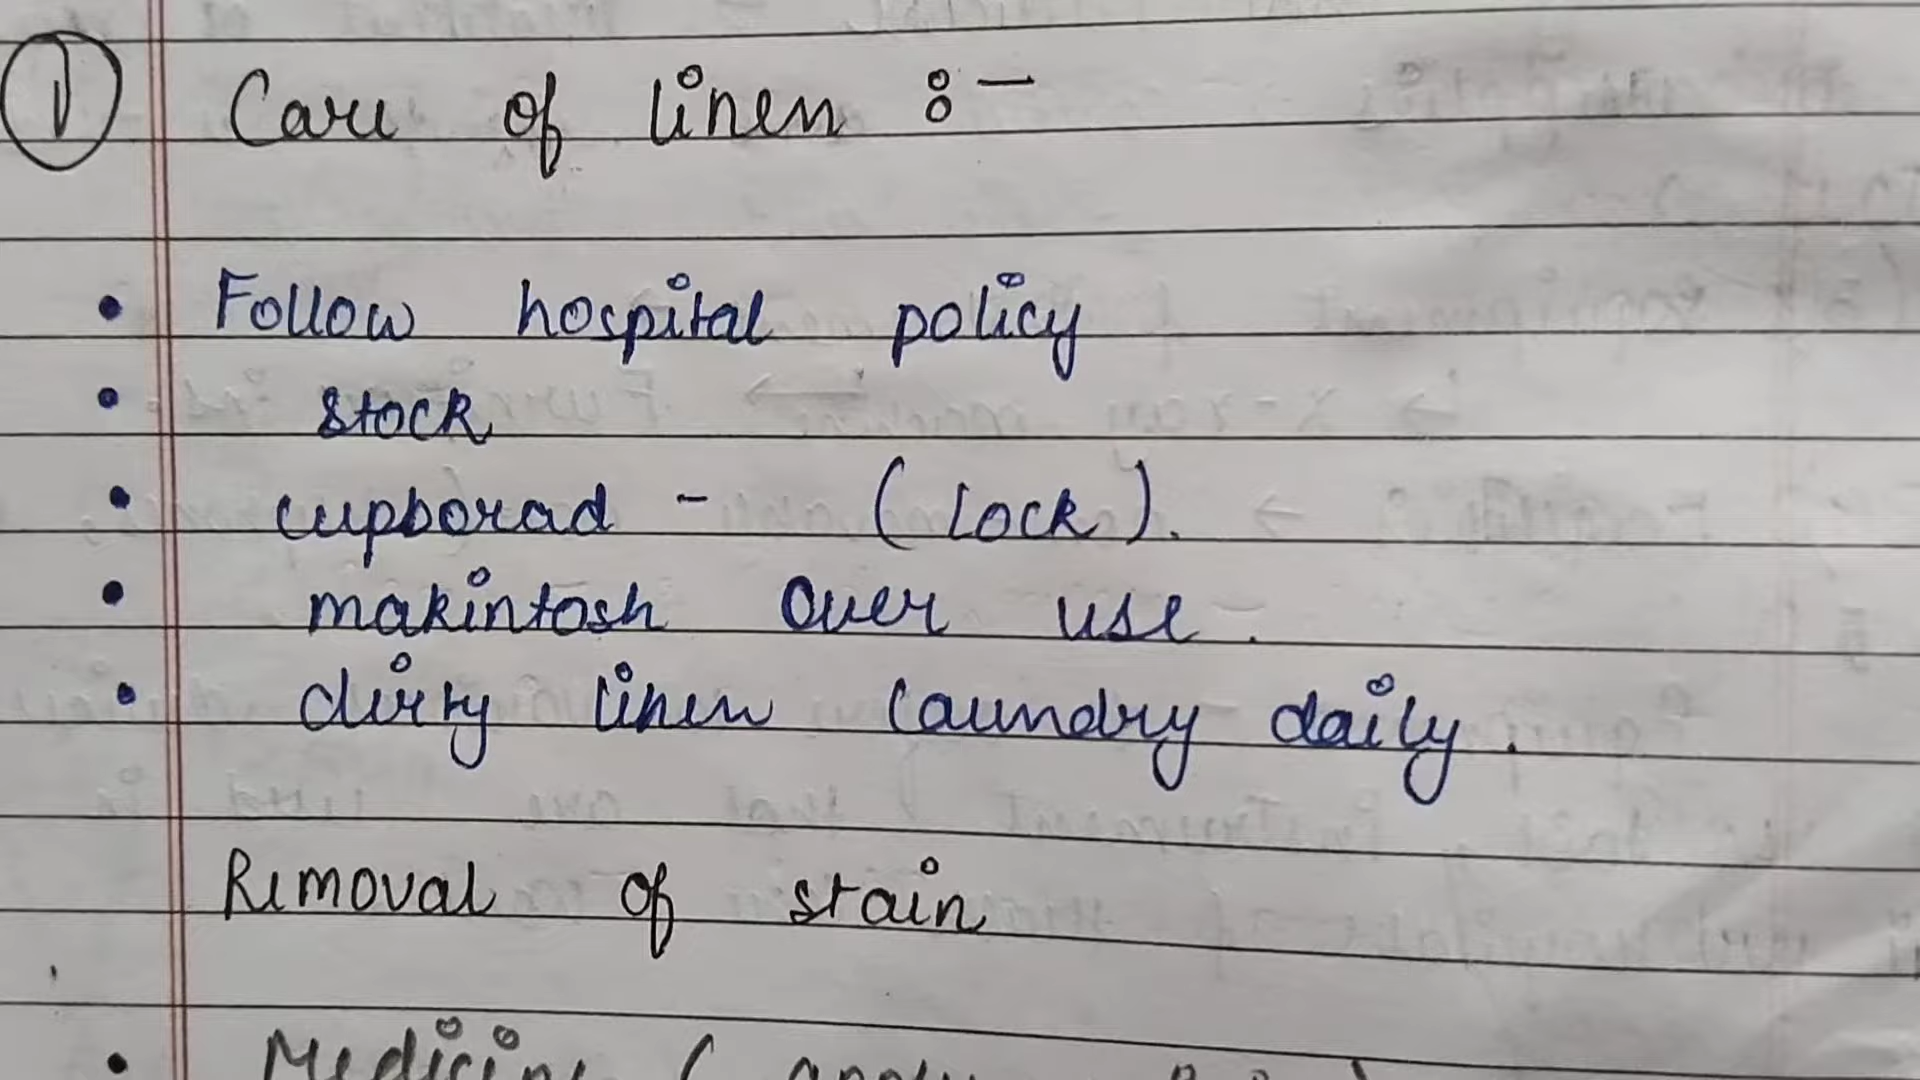 ① Care of linen :-
• Follow hospital policy
• stock
• cupborad - (Lock).
• makintosh over use.
• dirty linen laundry daily.
Removal of stain
• Medicine (